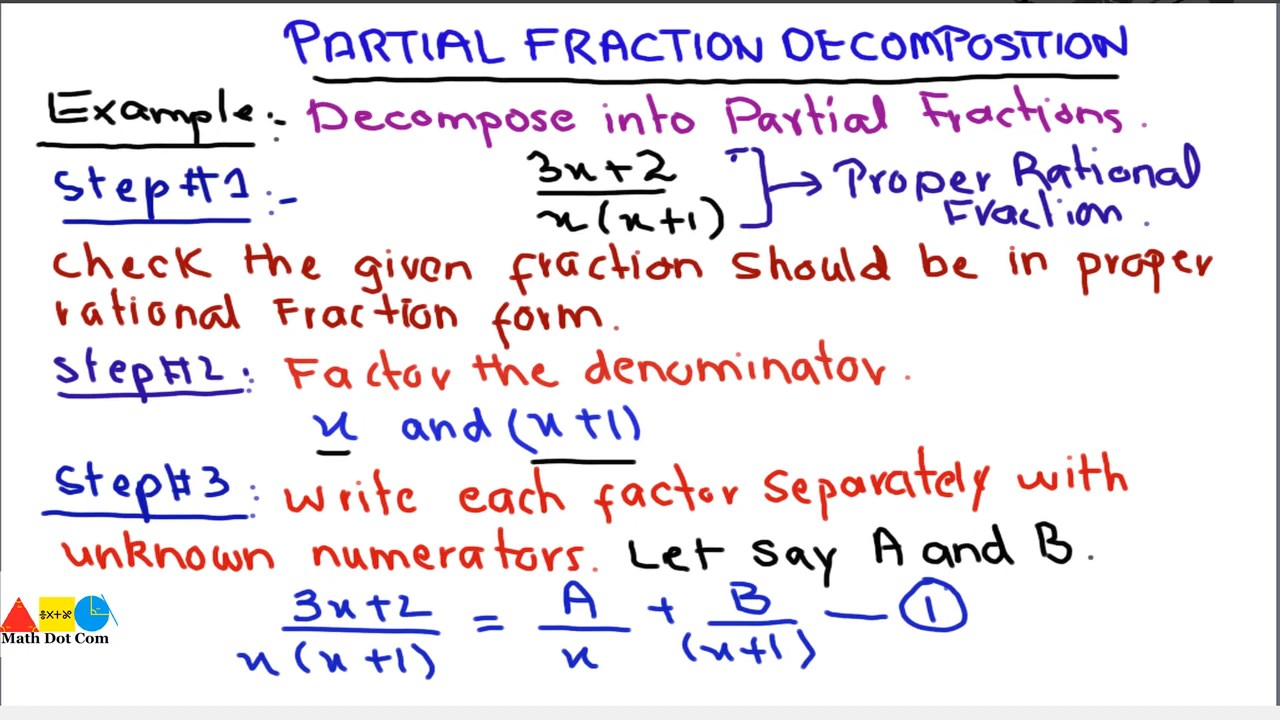 PARTIAL FRACTION DECOMPOSITION
Example:- Decompose into Partial Fractions.
Step#1:-
3x+2
x(x+1)
Proper Rational
Fraction.
check the given fraction should be in proper
rational Fraction form.
Step#2: Factor the denominator.
x and (x+1)
Step#3: Write each factor separately with
unknown numerators. Let say A and B.
3x+2 = A + B — 1
x(x+1) x (x+1)
÷X+-×
Math Dot Com